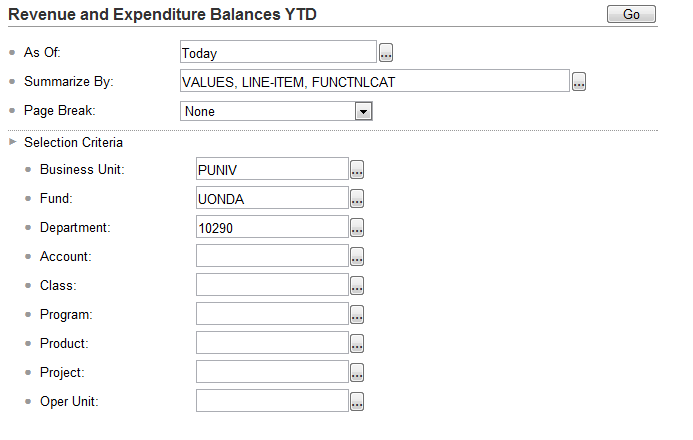 Revenue and Expenditure Balances YTD Go
As Of: Today ...
Summarize By: VALUES, LINE-ITEM, FUNCTNLCAT ...
Page Break: None
Selection Criteria
Business Unit: PUNIV ...
Fund: UONDA ...
Department: 10290 ...
Account: ...
Class: ...
Program: ...
Product: ...
Project: ...
Oper Unit: ...